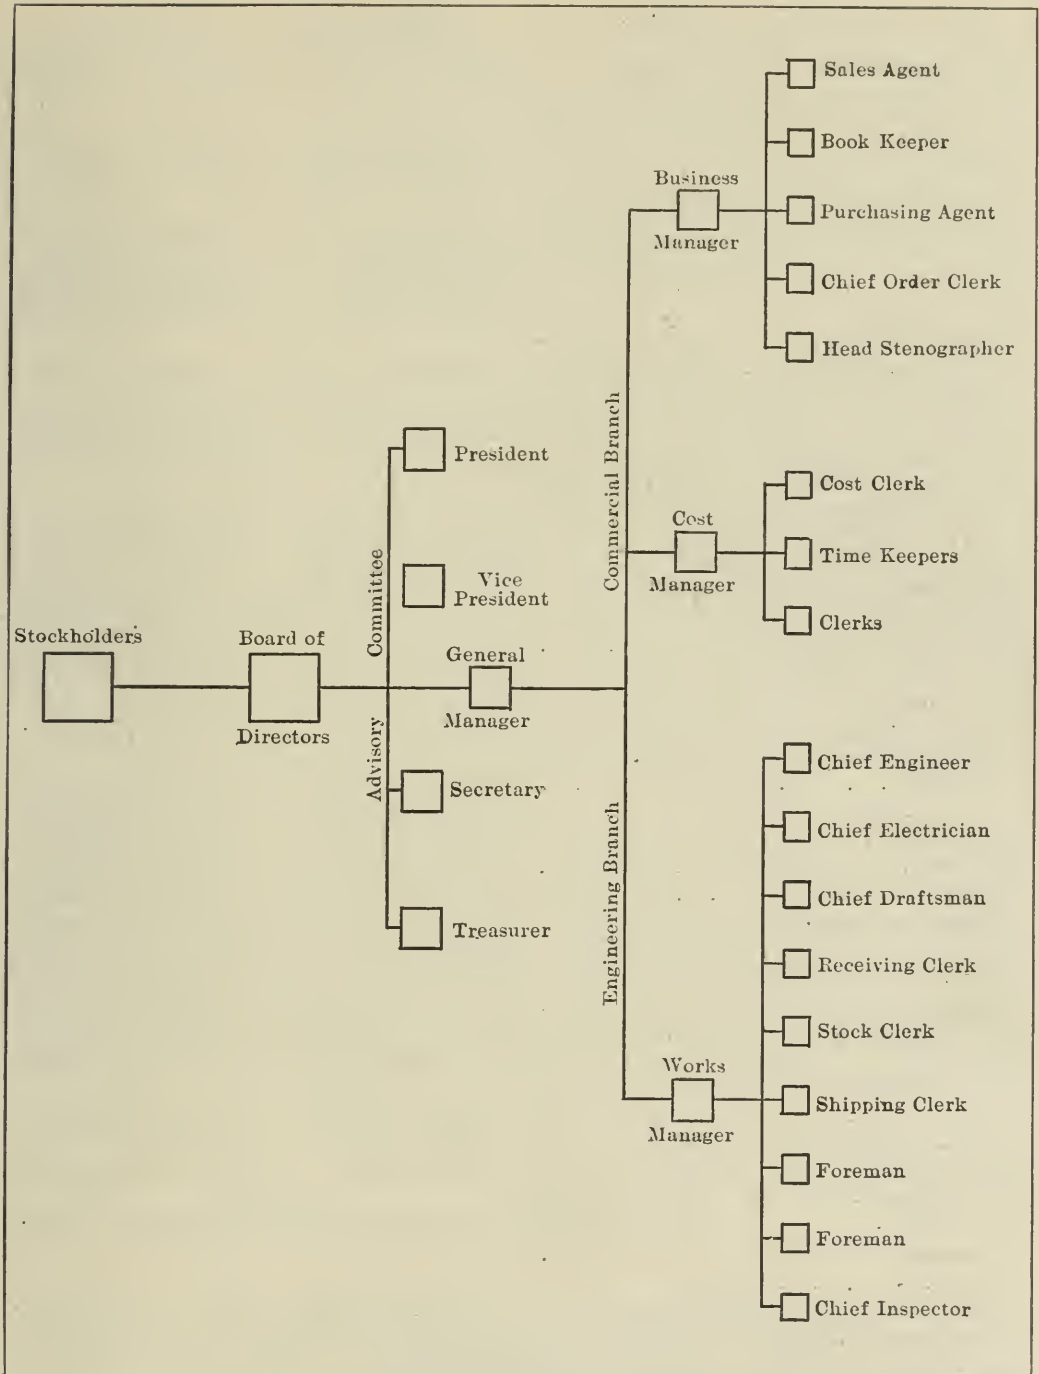 Stockholders
Board of
Directors
Advisory Committee
President
Vice
President
General
Manager
Secretary
Treasurer
Commercial Branch
Engineering Branch
Business
Manager
Sales Agent
Book Keeper
Purchasing Agent
Chief Order Clerk
Head Stenographer
Cost
Manager
Cost Clerk
Time Keepers
Clerks
Works
Manager
Chief Engineer
Chief Electrician
Chief Draftsman
Receiving Clerk
Stock Clerk
Shipping Clerk
Foreman
Foreman
Chief Inspector